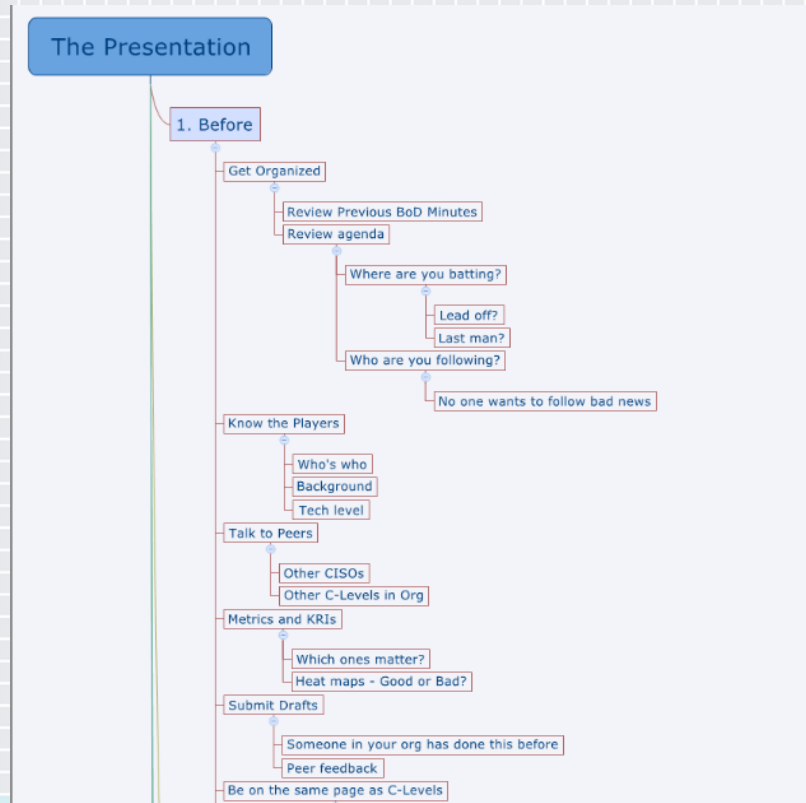 The Presentation
1. Before
Get Organized
Review Previous BoD Minutes
Review agenda
Where are you batting?
Lead off?
Last man?
Who are you following?
No one wants to follow bad news
Know the Players
Who's who
Background
Tech level
Talk to Peers
Other CISOs
Other C-Levels in Org
Metrics and KRIs
Which ones matter?
Heat maps - Good or Bad?
Submit Drafts
Someone in your org has done this before
Peer feedback
Be on the same page as C-Levels